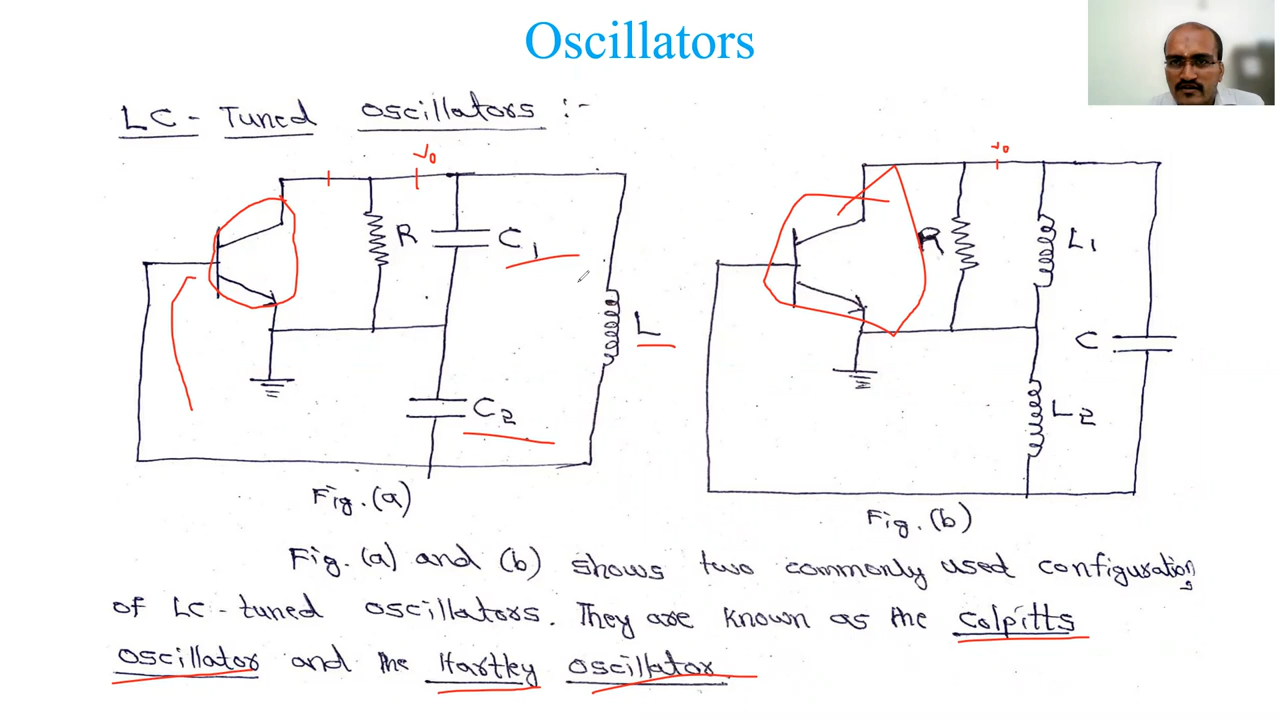 Oscillators
LC - Tuned Oscillators :-
Vo
R
C1
L
C2
Fig. (a)
Vo
R
L1
C
L2
Fig. (b)
Fig. (a) and (b) shows two commonly used configurations
of LC - tuned oscillators. They are known as the Colpitts
oscillator and the Hartley oscillator.